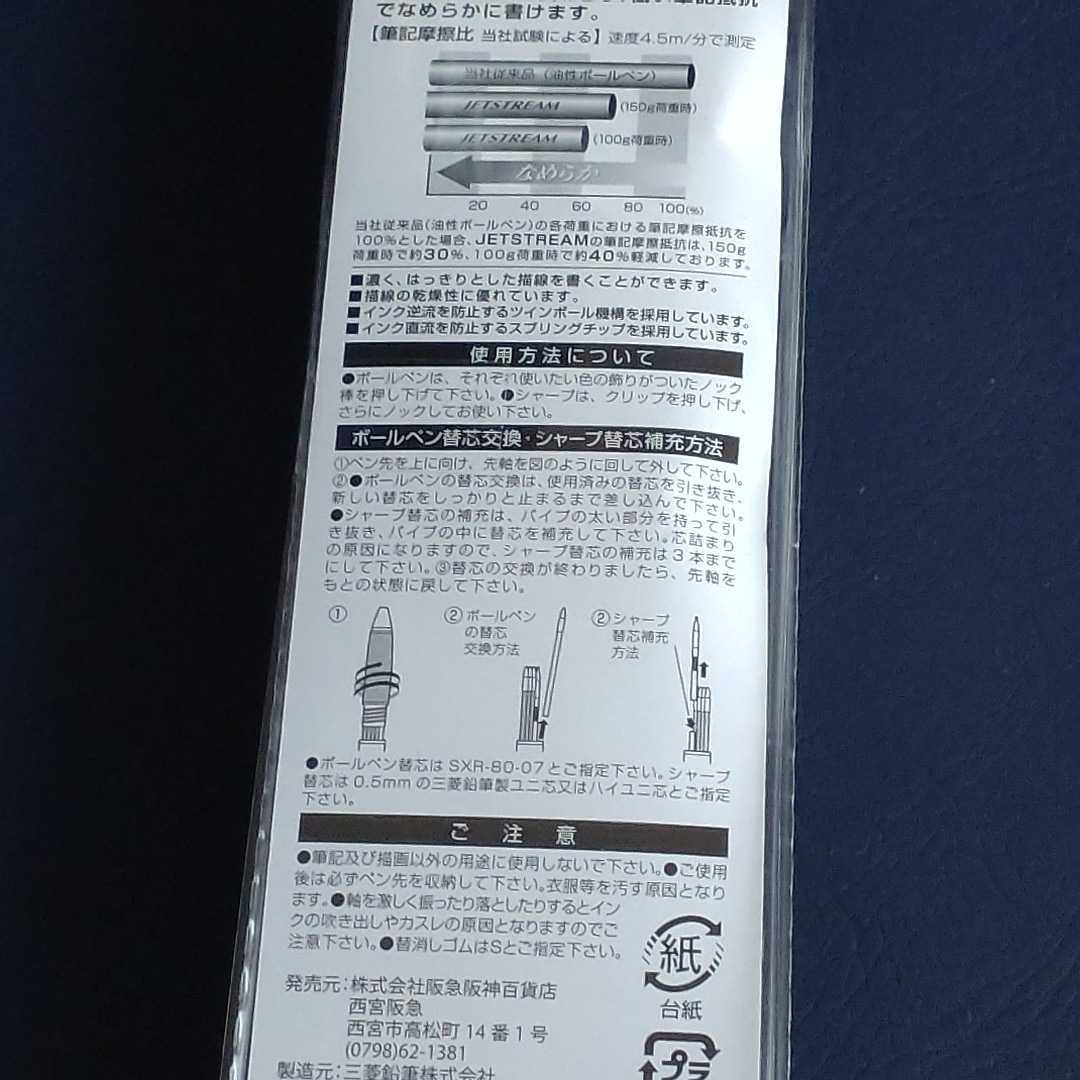 でなめらかに書けます。
【筆記摩擦比 当社試験による】速度4.5m/分で測定
当社従来品（油性ボールペン）
JETSTREAM (150g荷重時)
JETSTREAM (100g荷重時)
なめらか
20 40 60 80 100(%)
当社従来品(油性ボールペン)の各荷重における筆記摩擦抵抗を
100%とした場合、JETSTREAMの筆記摩擦抵抗は、150g
荷重時で約30%、100g荷重時で約40%軽減しております。
■濃く、はっきりとした描線を書くことができます。
■描線の乾燥性に優れています。
■インク逆流を防止するツインボール機構を採用しています。
■インク直流を防止するスプリングチップを採用しています。
使用方法について
●ボールペンは、それぞれ使いたい色の飾りがついたノック
棒を押し下げて下さい。●シャープは、クリップを押し下げ、
さらにノックしてお使い下さい。
ボールペン替芯交換・シャープ替芯補充方法
①ペン先を上に向け、先軸を図のように回して外して下さい。
②●ボールペンの替芯交換は、使用済みの替芯を引き抜き、
新しい替芯をしっかりと止まるまで差し込んで下さい。
●シャープ替芯の補充は、パイプの太い部分を持って引
き抜き、パイプの中に替芯を補充して下さい。芯詰まり
の原因になりますので、シャープ替芯の補充は3本まで
にして下さい。③替芯の交換が終わりましたら、先軸を
もとの状態に戻して下さい。
①
②ボールペン
の替芯
交換方法
②シャープ
替芯補充
方法
●ボールペン替芯は SXR-80-07とご指定下さい。シャープ
替芯は 0.5mm の三菱鉛筆製ユニ芯又はハイユニ芯とご指定
下さい。
ご注意
●筆記及び描画以外の用途に使用しないで下さい。●ご使用
後は必ずペン先を収納して下さい。衣服等を汚す原因となり
ます。●軸を激しく振ったり落としたりするとイン
クの吹き出しやカスレの原因となりますのでご
注意下さい。●替消しゴムはSとご指定下さい。
紙
台紙
発売元:株式会社阪急阪神百貨店
西宮阪急
西宮市高松町14番1号
(0798)62-1381
製造元:三菱鉛筆株式会社
プラ